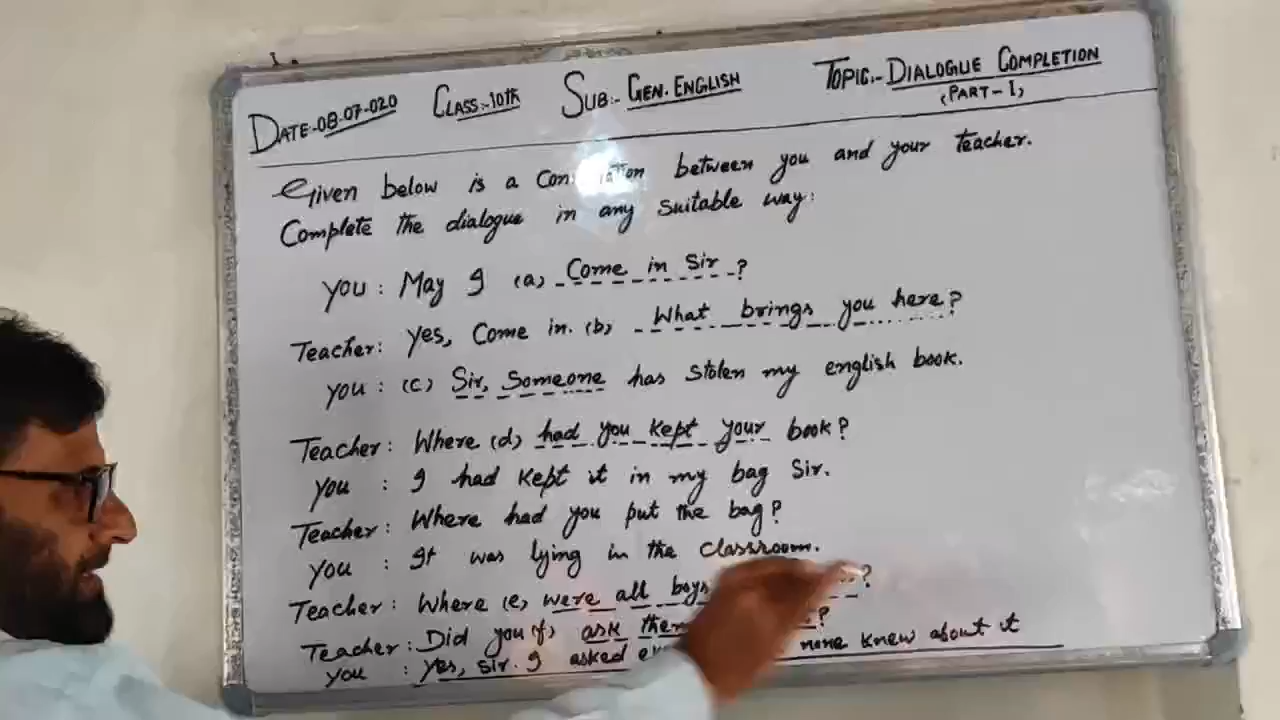 DATE:-08-07-020 CLASS:-10th SUB:- GEN. ENGLISH TOPIC:- DIALOGUE COMPLETION
(PART-I)
Given below is a between you and your teacher.
Complete the dialogue in any suitable way:
you : May I (a) Come in Sir ?
Teacher: Yes, Come in. (b) What brings you here?
you : (c) Sir, Someone has stolen my english book.
Teacher: Where (d) had you kept your book?
you : I had kept it in my bag Sir.
Teacher: Where had you put the bag?
you : It was lying in the classroom.
Teacher: Where (e) were all boys ?
Teacher: Did you (f) ask ?
you : Yes, Sir. I asked none knew about it